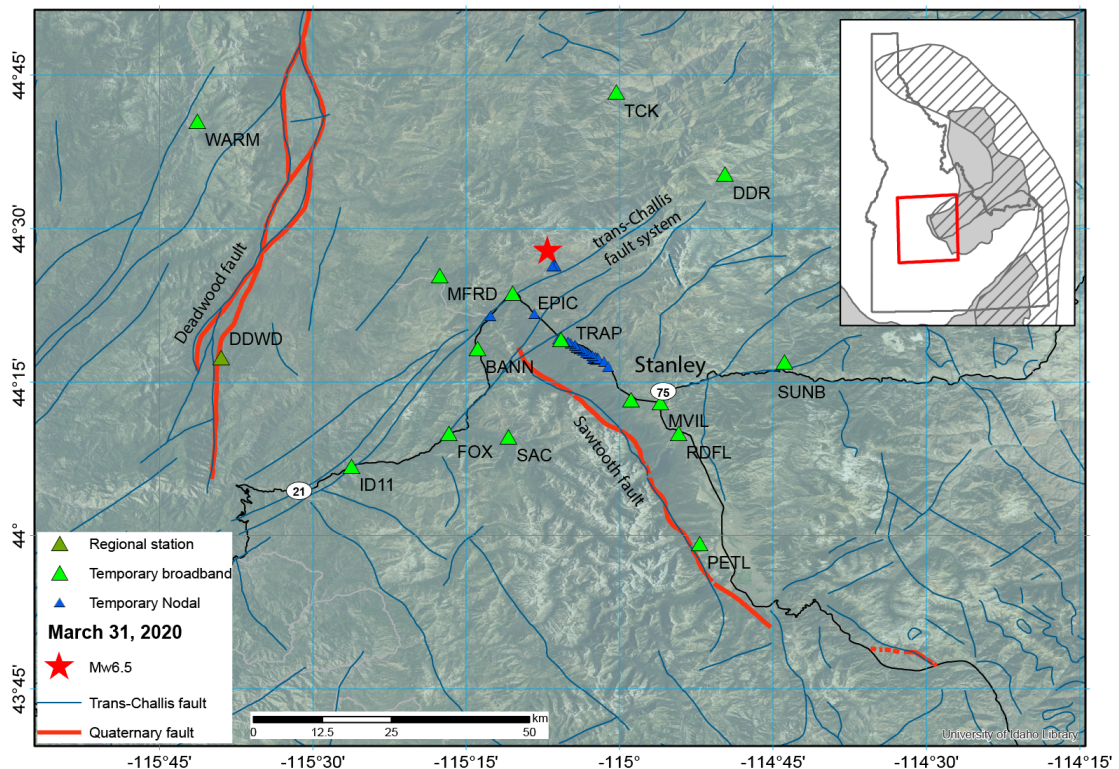 44°45'
44°30'
44°15'
44°
43°45'
WARM
TCK
DDR
trans-Challis
fault system
Deadwood fault
MFRD
EPIC
DDWD
TRAP
BANN
Stanley
75
SUNB
MVIL
Sawtooth fault
RDFL
FOX
SAC
ID11
21
PETL
Regional station
Temporary broadband
Temporary Nodal
March 31, 2020
Mw6.5
Trans-Challis fault
Quaternary fault
km
0
12.5
25
50
University of Idaho Library
-115°45'
-115°30'
-115°15'
-115°
-114°45'
-114°30'
-114°15'